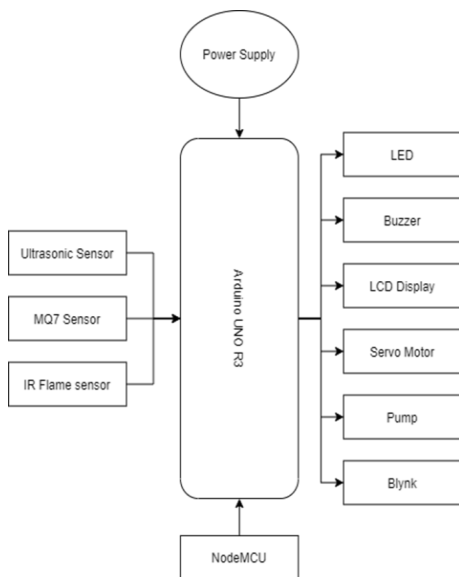 Power Supply
LED
Buzzer
Ultrasonic Sensor
LCD Display
MQ7 Sensor
Arduino UNO R3
Servo Motor
IR Flame sensor
Pump
Blynk
NodeMCU